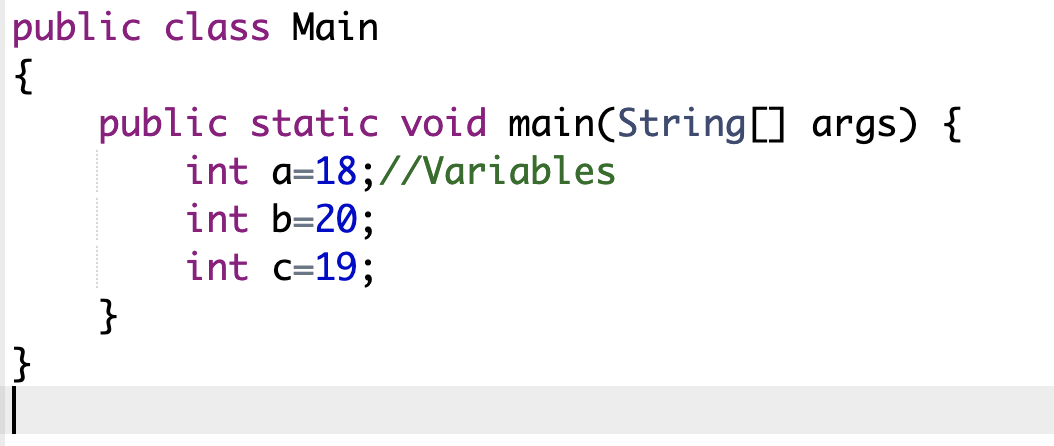 public class Main
{
    public static void main(String[] args) {
        int a=18;//Variables
        int b=20;
        int c=19;
    }
}